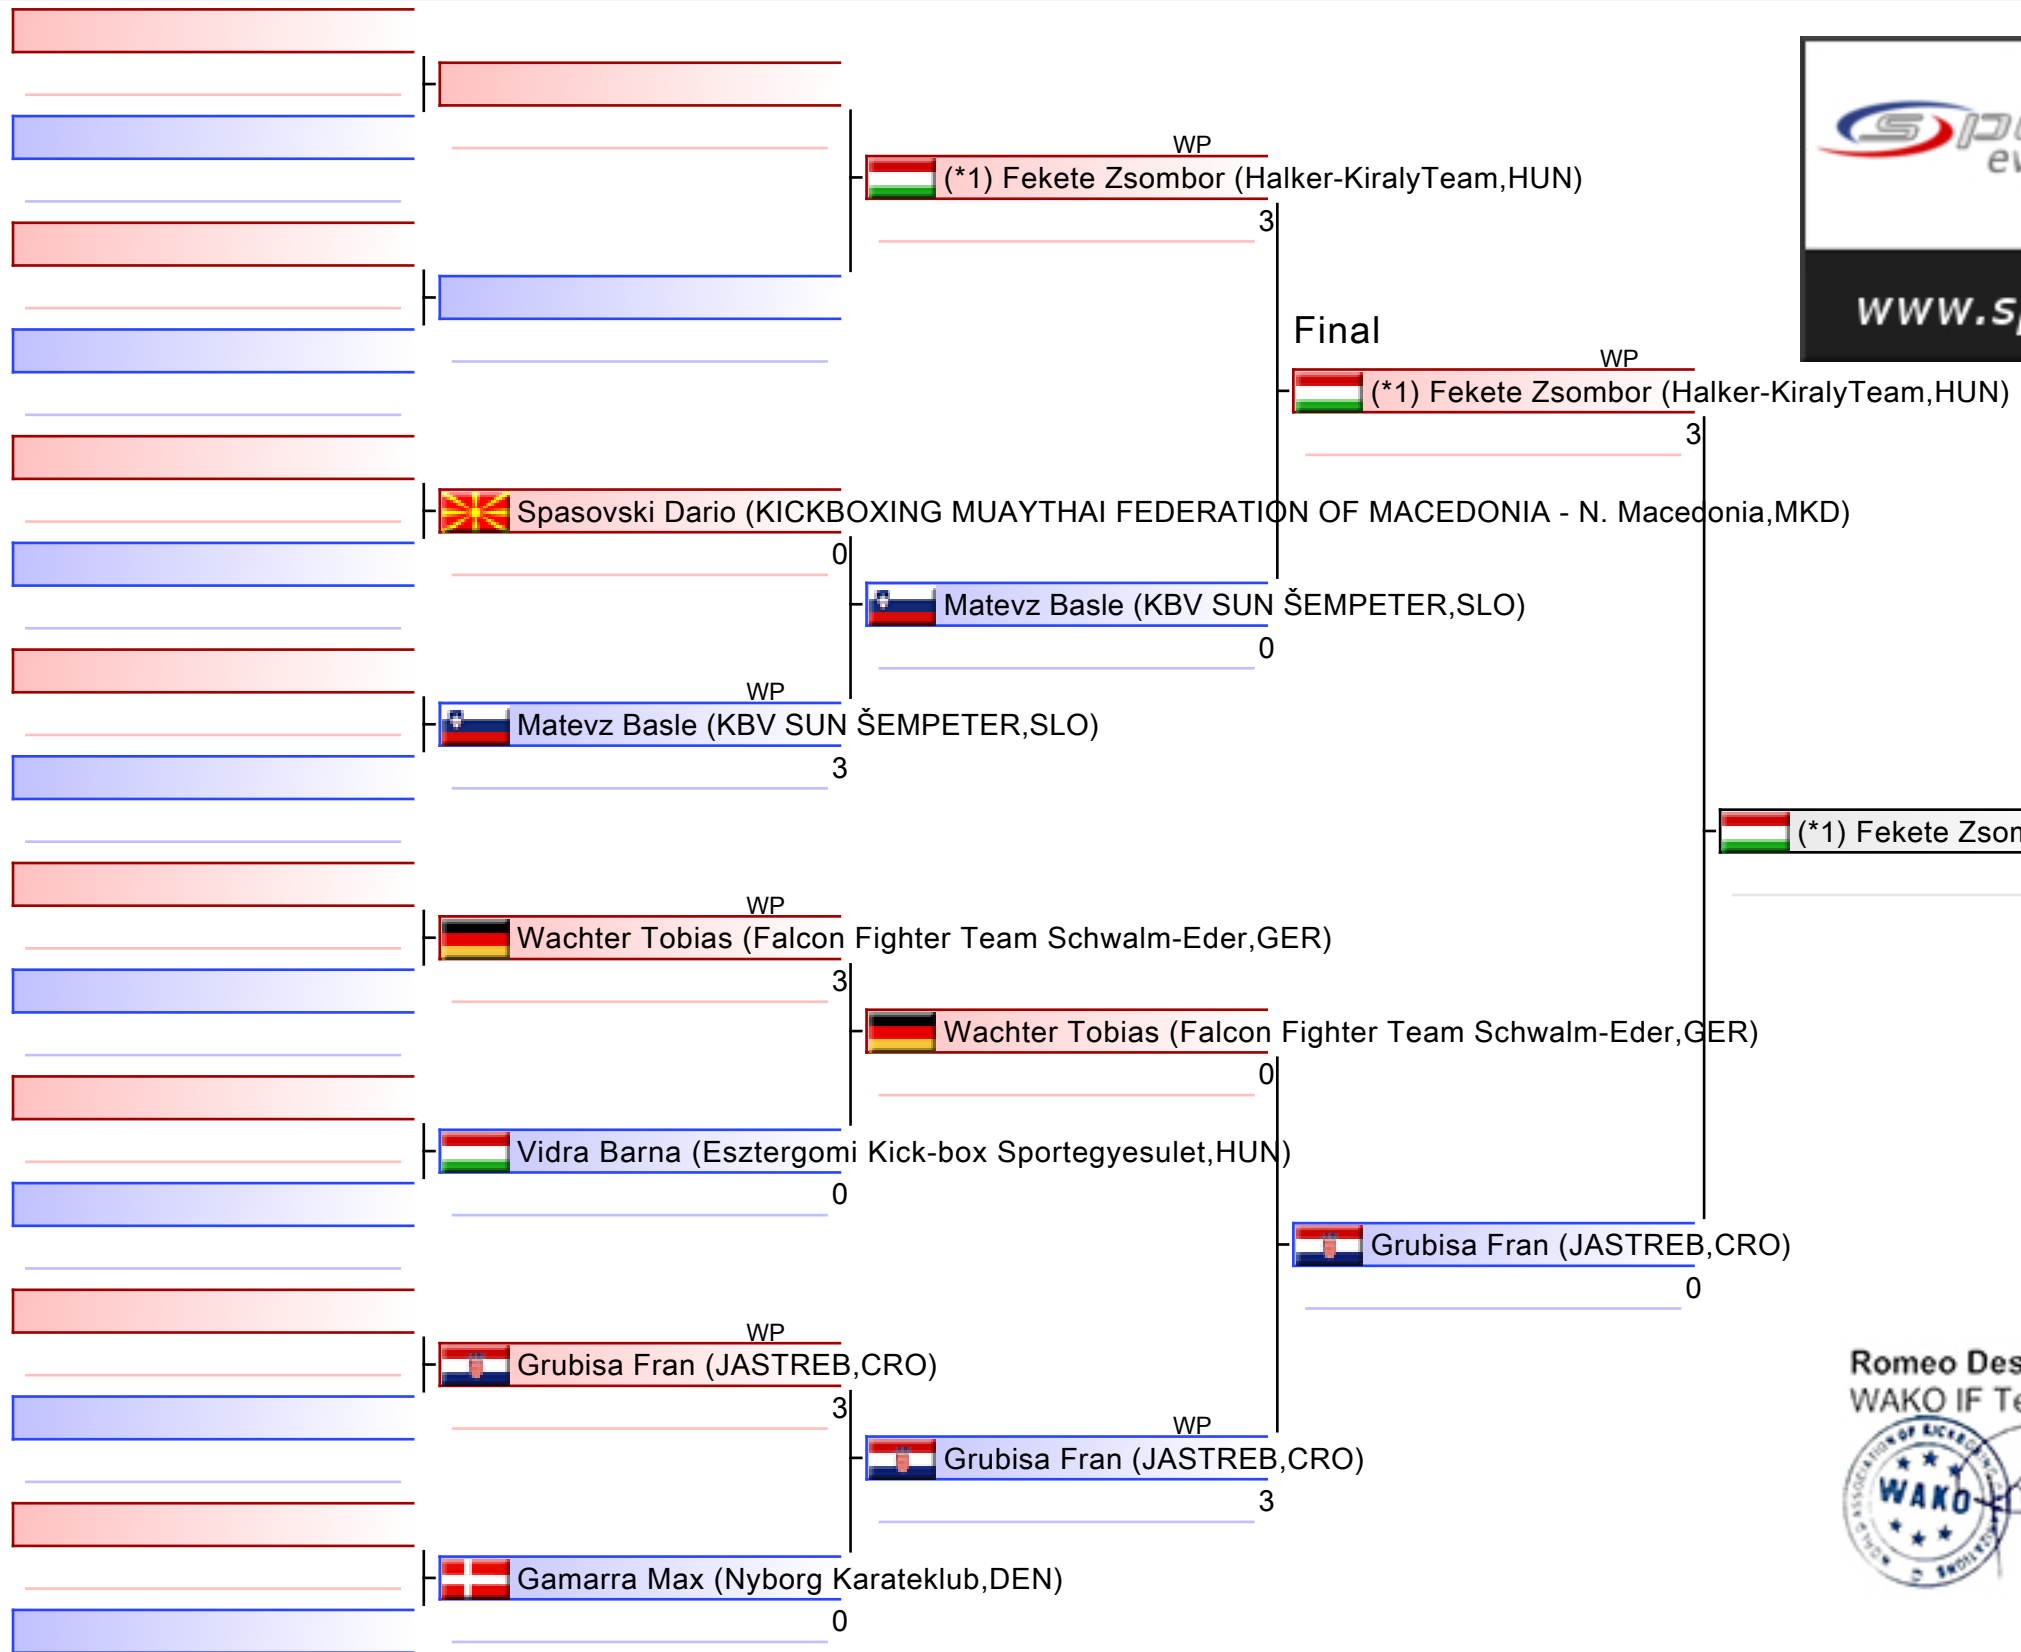 WP
(*1) Fekete Zsombor (Halker-KiralyTeam,HUN)
3
Final
WP
(*1) Fekete Zsombor (Halker-KiralyTeam,HUN)
3
Spasovski Dario (KICKBOXING MUAYTHAI FEDERATION OF MACEDONIA - N. Macedonia,MKD)
0
Matevz Basle (KBV SUN ŠEMPETER,SLO)
0
WP
Matevz Basle (KBV SUN ŠEMPETER,SLO)
3
(*1) Fekete
WP
Wachter Tobias (Falcon Fighter Team Schwalm-Eder,GER)
3
Wachter Tobias (Falcon Fighter Team Schwalm-Eder,GER)
0
Vidra Barna (Esztergomi Kick-box Sportegyesulet,HUN)
0
Grubisa Fran (JASTREB,CRO)
0
WP
Grubisa Fran (JASTREB,CRO)
3
WP
Grubisa Fran (JASTREB,CRO)
3
Gamarra Max (Nyborg Karateklub,DEN)
0
Romeo
WAKO IF
WAKO